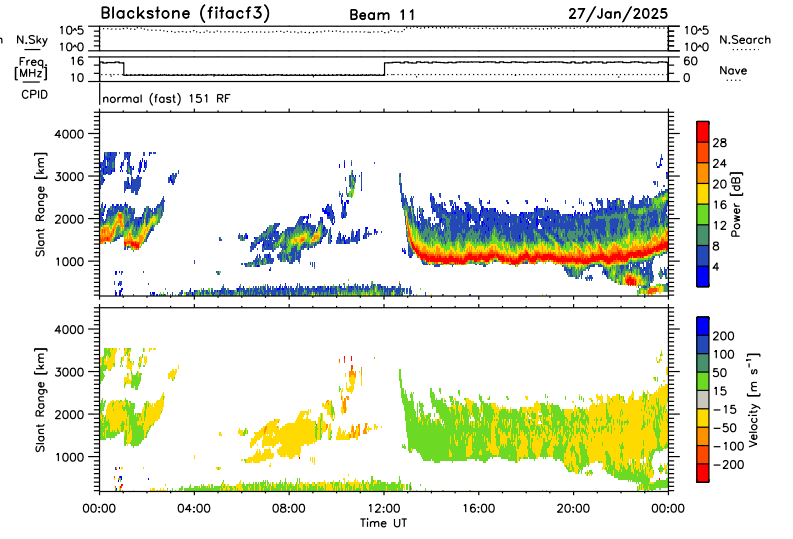 Blackstone (fitacf3)
Beam 11
27/Jan/2025
N.Sky
10^5
10^0
10^5
10^0
N.Search
Freq.
[MHz]
16
10
60
0
Nave
CPID
normal (fast) 151 RF
Slant Range [km]
4000
3000
2000
1000
28
24
20
16
12
8
4
Power [dB]
Slant Range [km]
4000
3000
2000
1000
200
100
50
15
-15
-50
-100
-200
Velocity [m s⁻¹]
00:00
04:00
08:00
12:00
16:00
20:00
00:00
Time UT